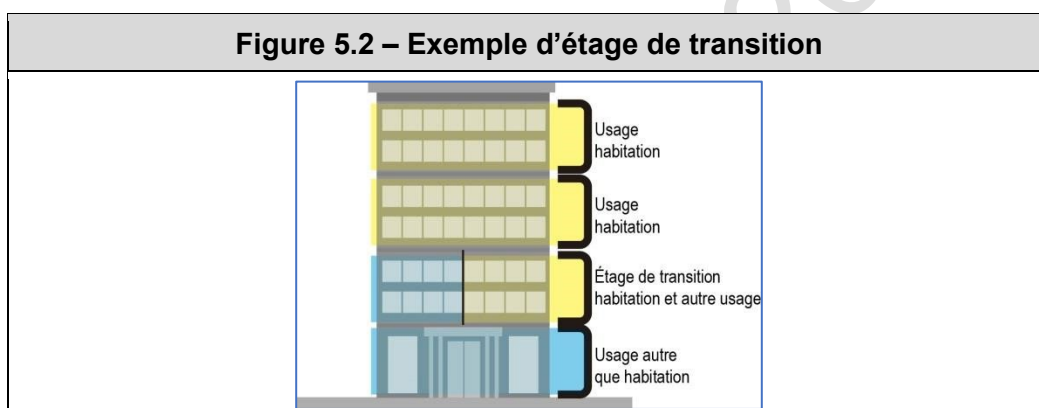 Figure 5.2 – Exemple d’étage de transition
Usage
habitation
Usage
habitation
Étage de transition
habitation et autre usage
Usage autre
que habitation